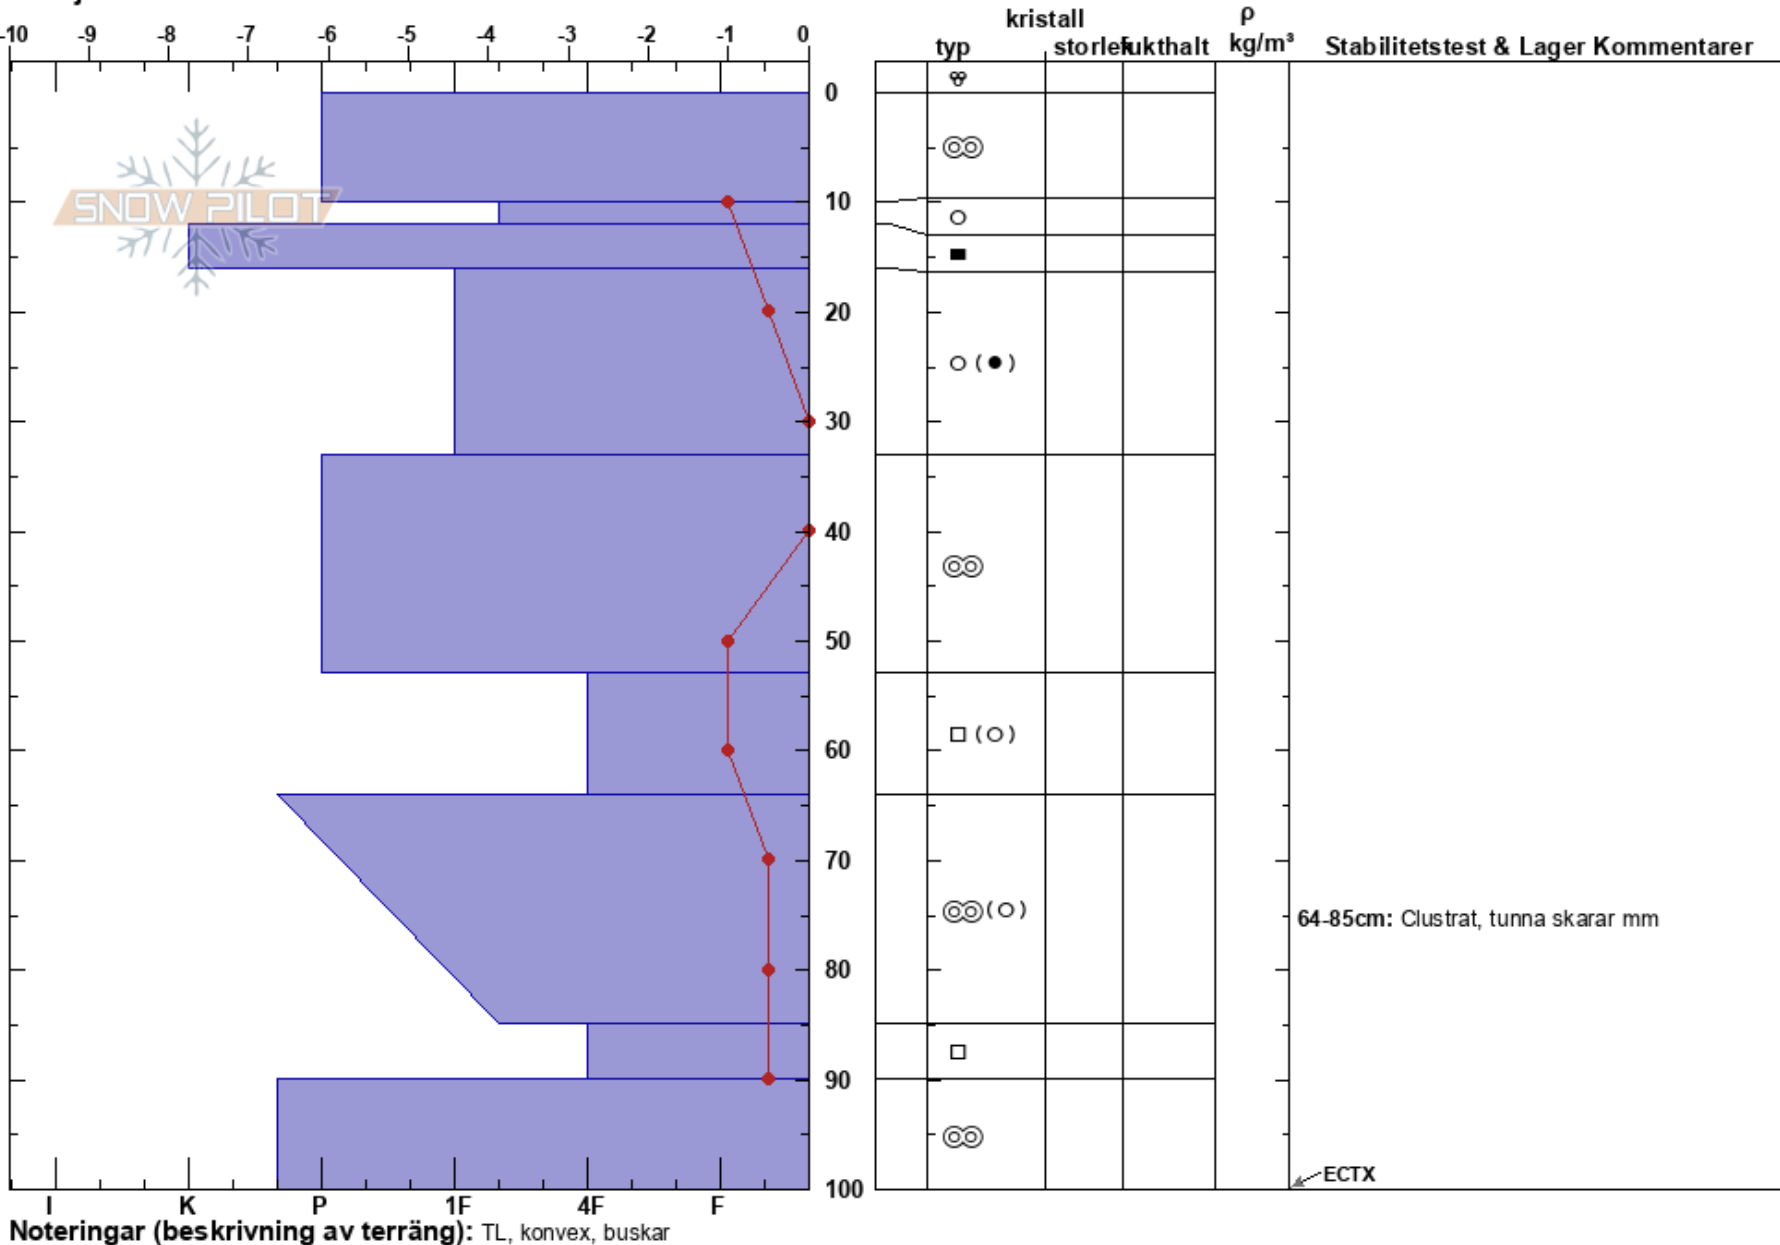 kristall ρ
-10 -9 -8 -7 -6 -5 -4 -3 -2 -1 0
typ storlek fukthalt kg/m³ Stabilitetstest & Lager Kommentarer
0
SNOW PILOT
10
20
30
40
50
60
70
64-85cm: Clustrat, tunna skarar mm
80
90
ECTX
100
I K P 1F 4F F
Noteringar (beskrivning av terräng): TL, konvex, buskar